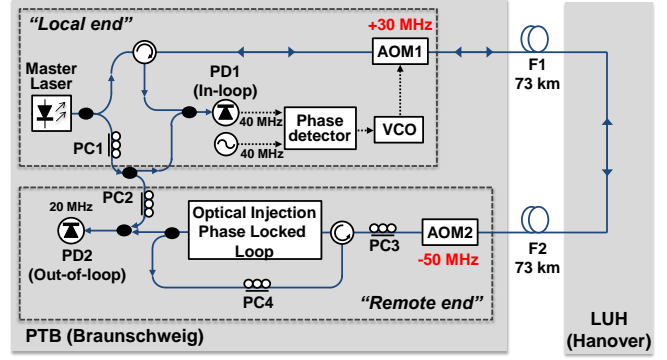 "Local end"
+30 MHz
Master
Laser
PD1
(In-loop)
AOM1
F1
73 km
40 MHz
40 MHz
Phase
detector
VCO
PC1
PC2
20 MHz
PD2
(Out-of-loop)
Optical Injection
Phase Locked
Loop
PC3
AOM2
-50 MHz
F2
73 km
PC4
"Remote end"
PTB (Braunschweig)
LUH
(Hanover)